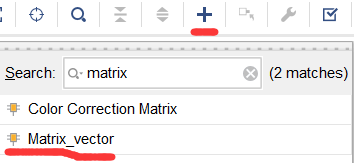 Search: matrix (2 matches)
Color Correction Matrix
Matrix_vector